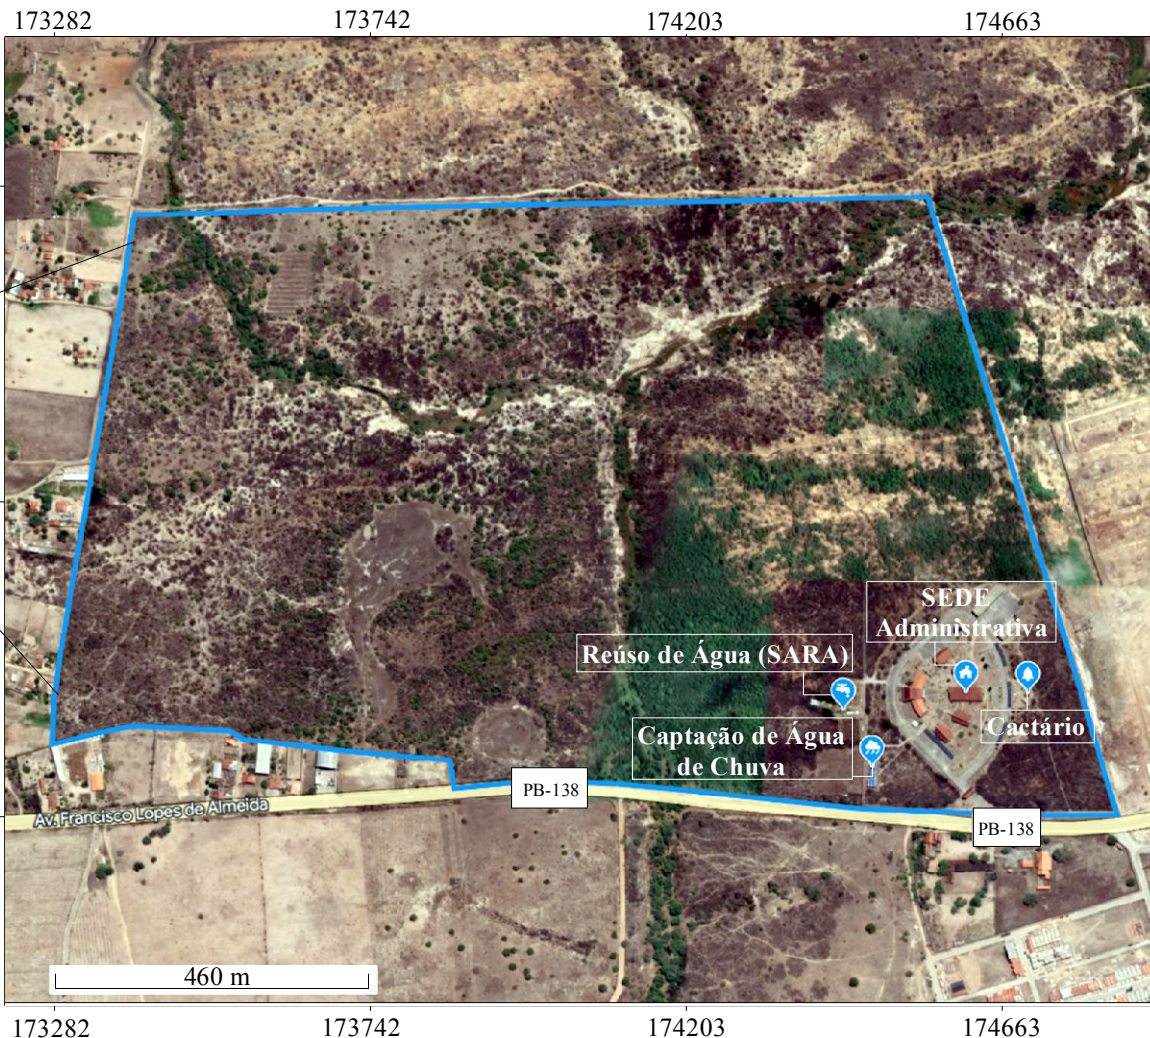 173282 173742 174203 174663
SEDE
Administrativa
Reúso de Água (SARA)
Cactário
Captação de Água
de Chuva
PB-138
Av. Francisco Lopes de Almeida
PB-138
460 m
173282 173742 174203 174663